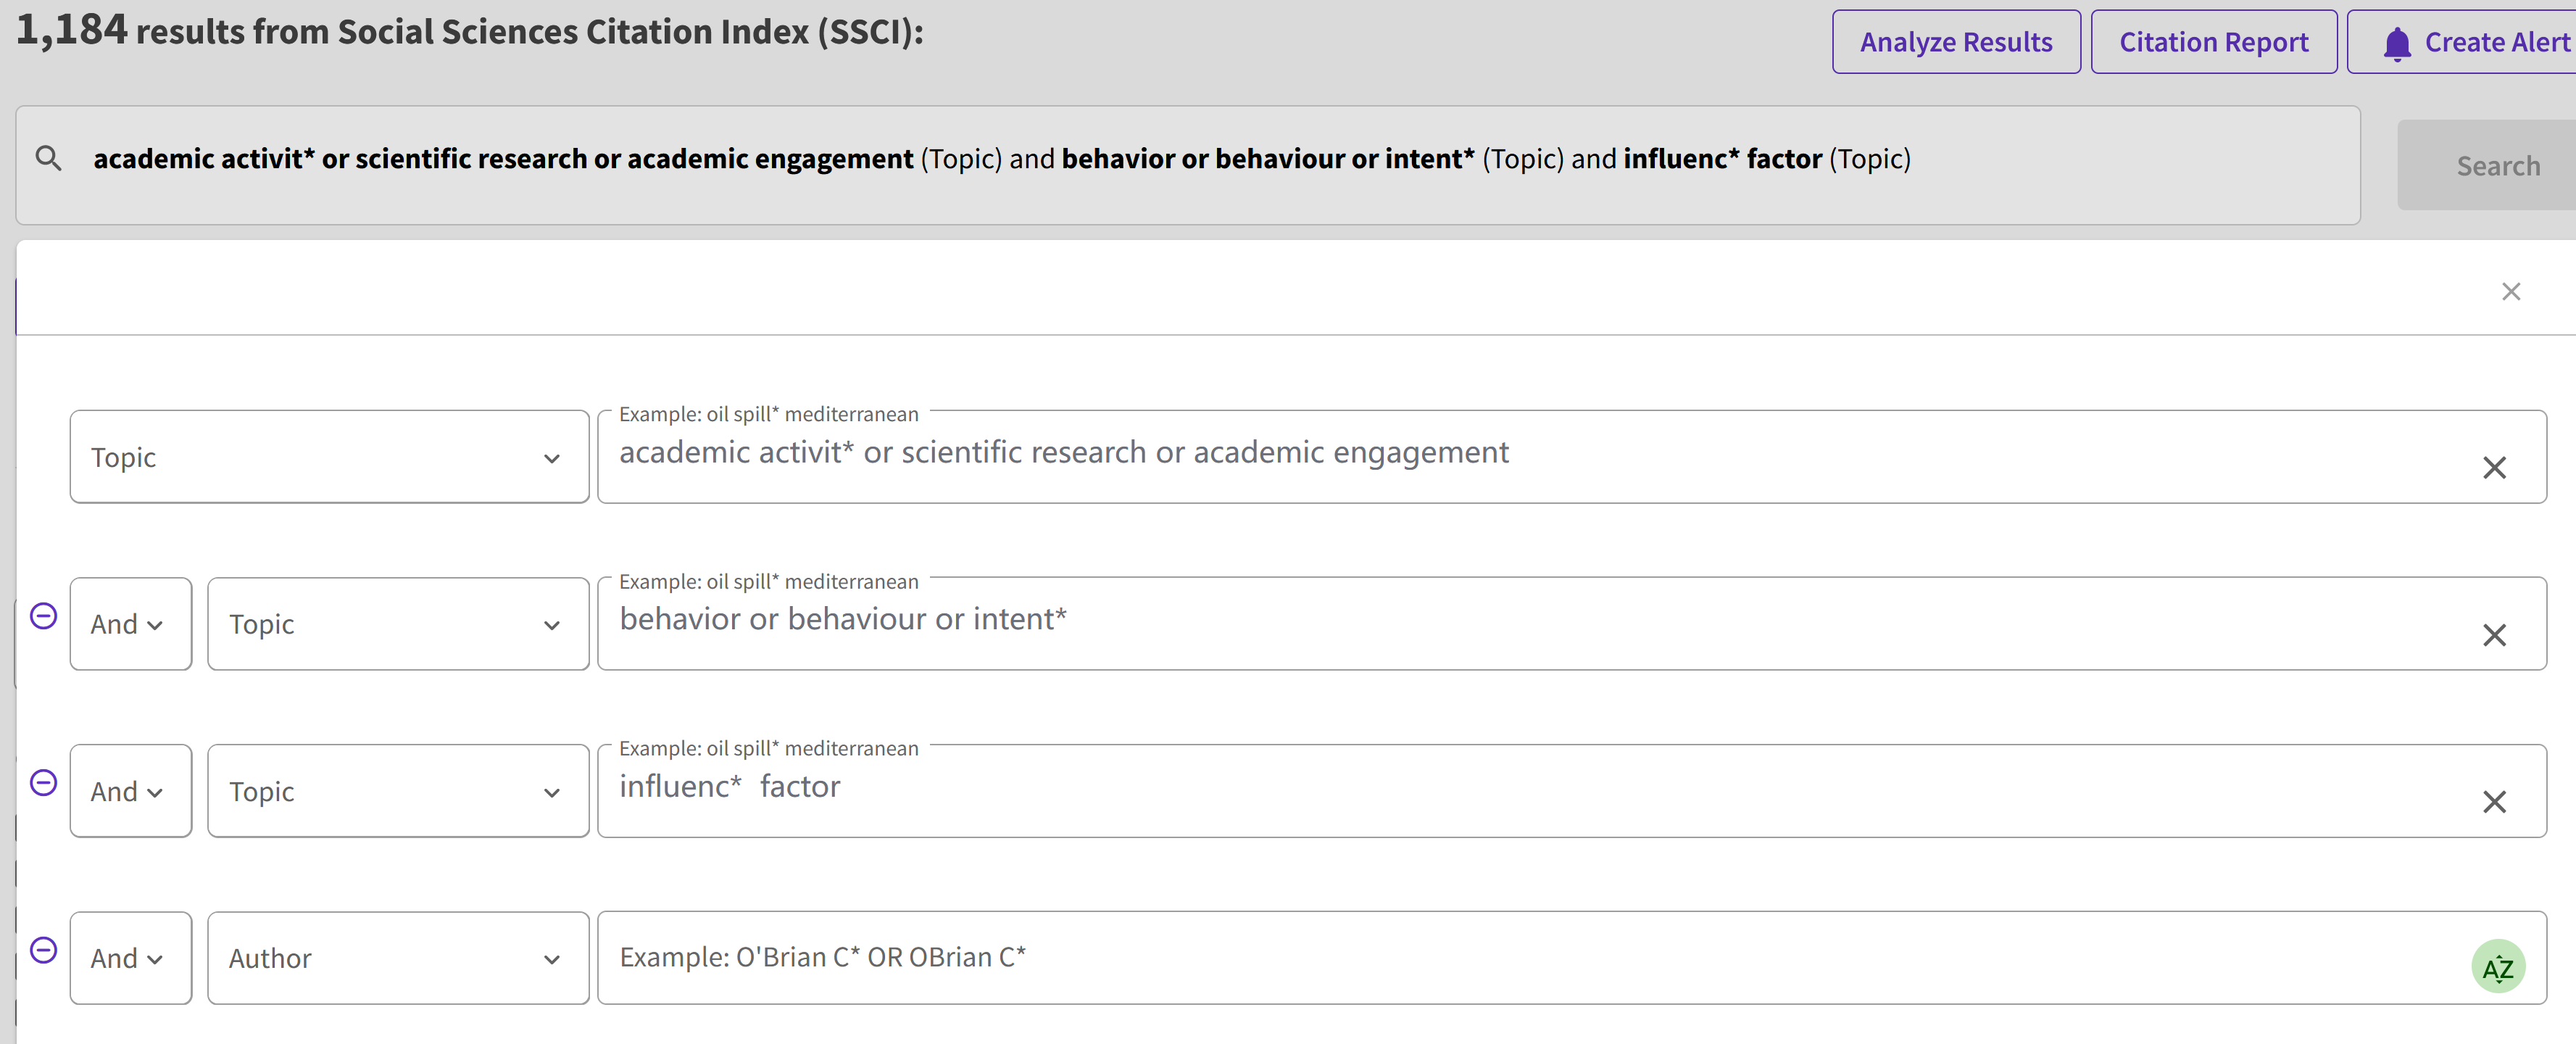 1,184 results from Social Sciences Citation Index (SSCI):
Analyze Results
Citation Report
Create Alert
academic activit* or scientific research or academic engagement (Topic) and behavior or behaviour or intent* (Topic) and influenc* factor (Topic)
Search
Example: oil spill* mediterranean
Topic
academic activit* or scientific research or academic engagement
Example: oil spill* mediterranean
And
Topic
behavior or behaviour or intent*
Example: oil spill* mediterranean
And
Topic
influenc* factor
And
Author
Example: O'Brian C* OR OBrian C*
AZ